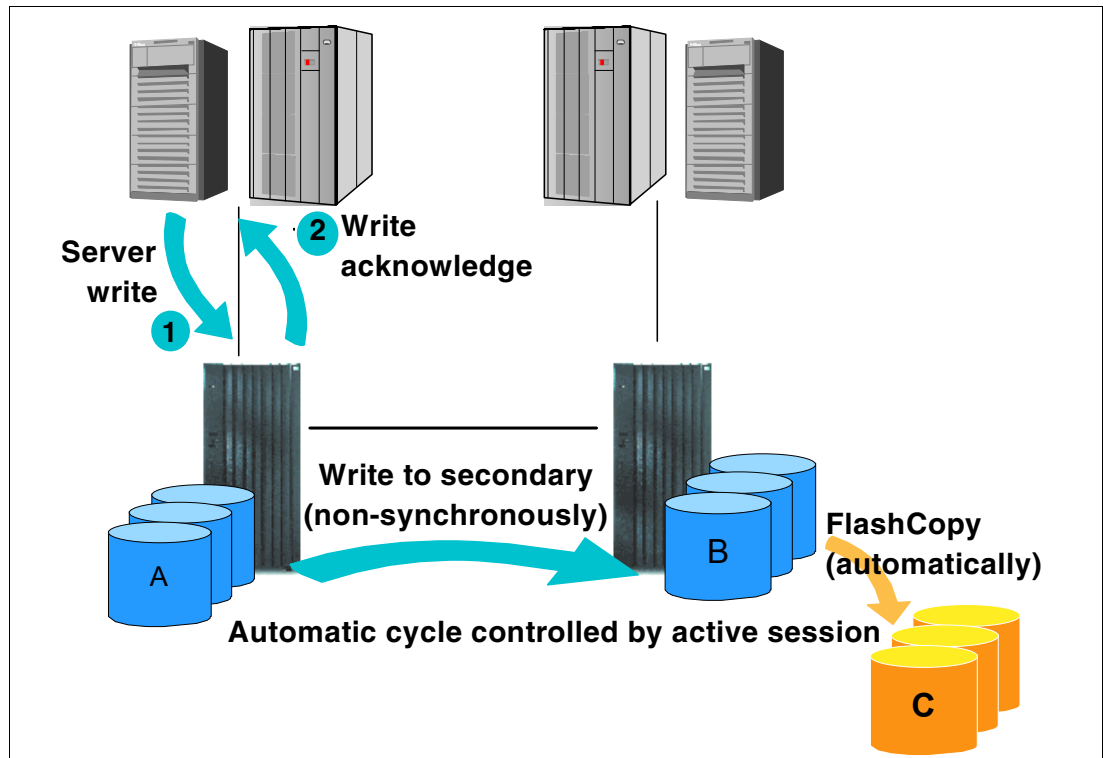 Server
write
1
2
Write
acknowledge
Write to secondary
(non-synchronously)
A
B
FlashCopy
(automatically)
Automatic cycle controlled by active session
C